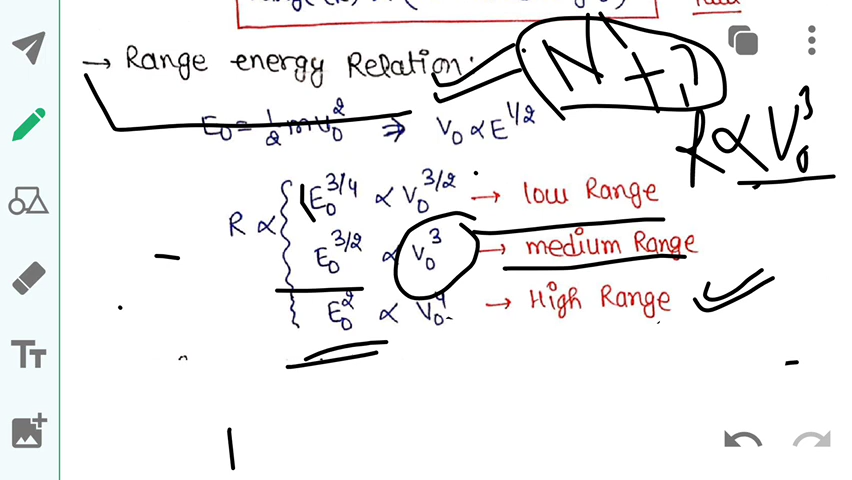 → Range energy Relation:
E₀ = 1/2 mv₀² ⇒ V₀ ∝ E^1/2
R ∝ V₀³
R ∝ { E₀^3/4 ∝ V₀^3/2 → low Range
E₀^3/2 ∝ V₀³ → medium Range
E₀² ∝ V₀⁴ → High Range
TT